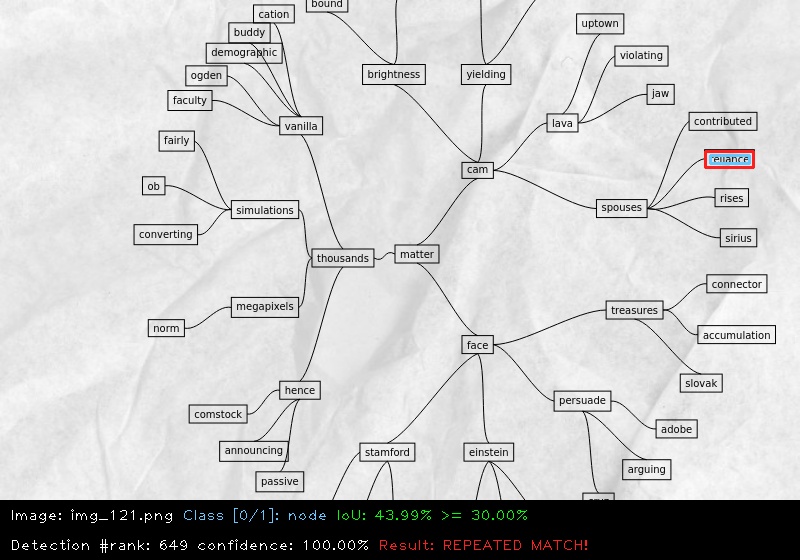 cation
bound
buddy
uptown
demographic
violating
ogden
brightness
yielding
jaw
faculty
vanilla
lava
contributed
fairly
reliance
cam
ob
rises
simulations
spouses
converting
sirius
thousands
matter
connector
megapixels
treasures
norm
accumulation
face
slovak
hence
persuade
comstock
adobe
announcing
stamford
einstein
arguing
passive
Image: img_121.png Class [0/1]: node IoU: 43.99% >= 30.00%
Detection #rank: 649 confidence: 100.00% Result: REPEATED MATCH!